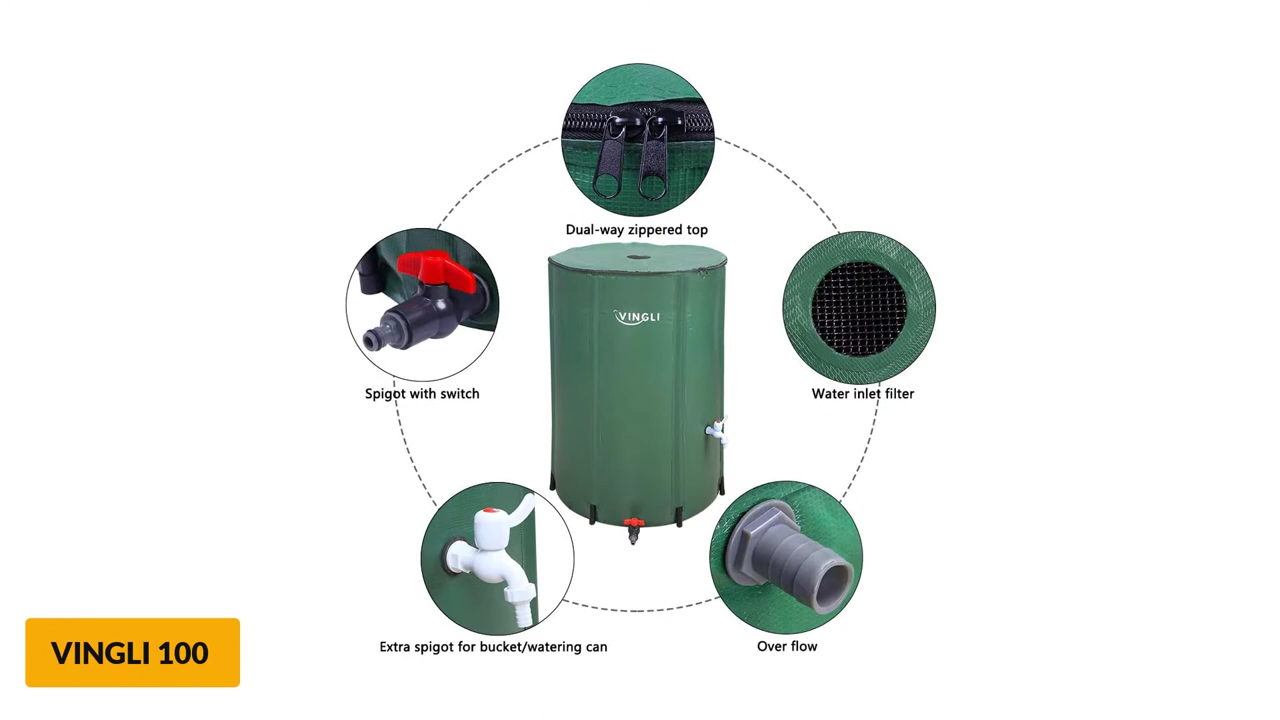 Dual-way zippered top
VINGLI
Spigot with switch
Water inlet filter
Extra spigot for bucket/watering can
Over flow
VINGLI 100